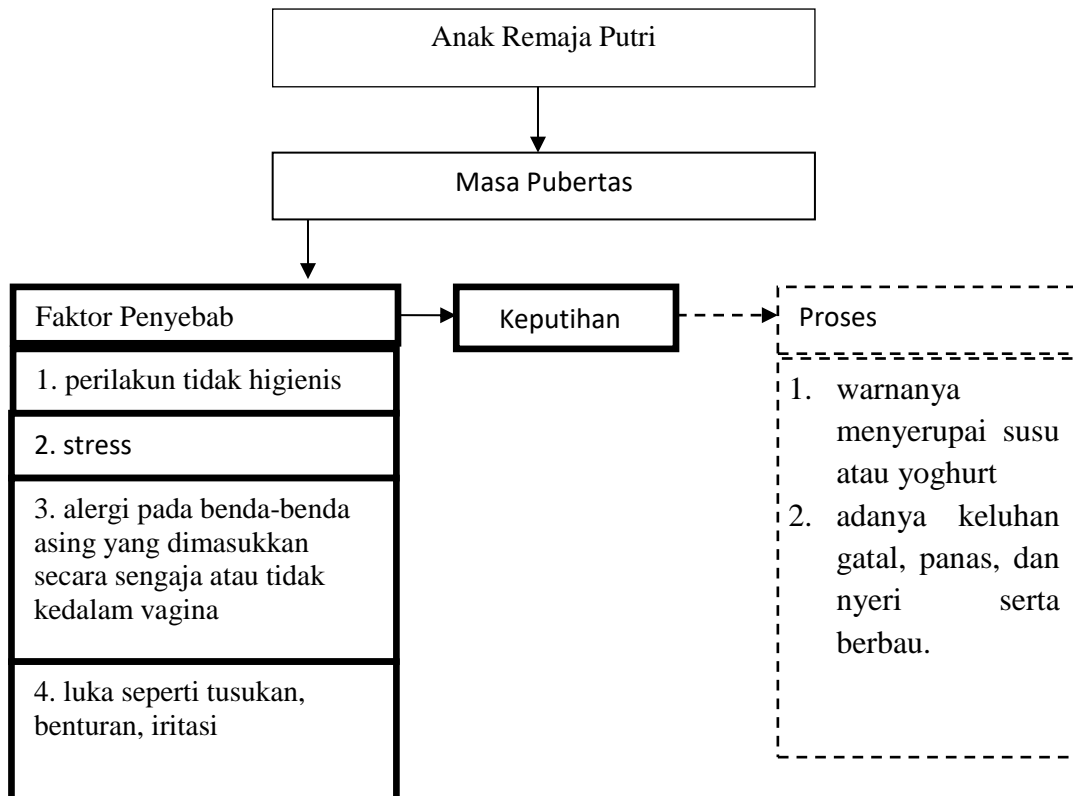 Anak Remaja Putri
Masa Pubertas
Faktor Penyebab
1. perilakun tidak higienis
2. stress
3. alergi pada benda-benda
asing yang dimasukkan
secara sengaja atau tidak
kedalam vagina
4. luka seperti tusukan,
benturan, iritasi
Keputihan
Proses
1. warnanya
menyerupai susu
atau yoghurt
2. adanya keluhan
gatal, panas, dan
nyeri serta
berbau.